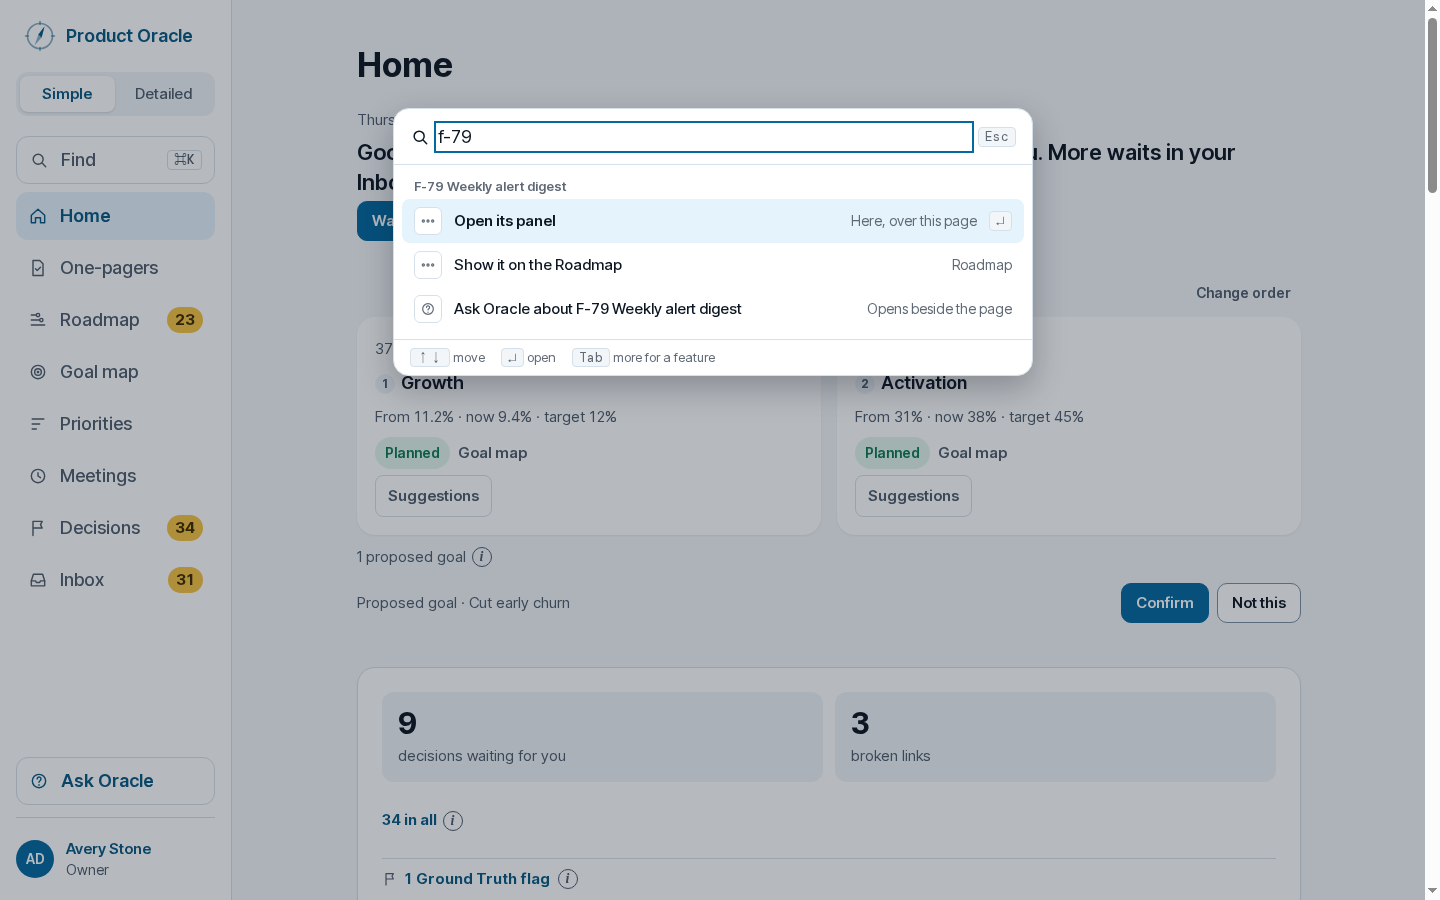 Product Oracle
Simple
Detailed
Find
⌘K
Home
One-pagers
Roadmap
23
Goal map
Priorities
Meetings
Decisions
34
Inbox
31
Ask Oracle
AD
Avery Stone
Owner
Home
f-79
Esc
F-79 Weekly alert digest
Open its panel
Here, over this page
↵
Show it on the Roadmap
Roadmap
Ask Oracle about F-79 Weekly alert digest
Opens beside the page
↑ ↓ move
↵ open
Tab more for a feature
. More waits in your
Change order
37
1 Growth
From 11.2% · now 9.4% · target 12%
Planned
Goal map
Suggestions
2 Activation
From 31% · now 38% · target 45%
Planned
Goal map
Suggestions
1 proposed goal i
Proposed goal · Cut early churn
Confirm
Not this
9
decisions waiting for you
3
broken links
34 in all i
1 Ground Truth flag i